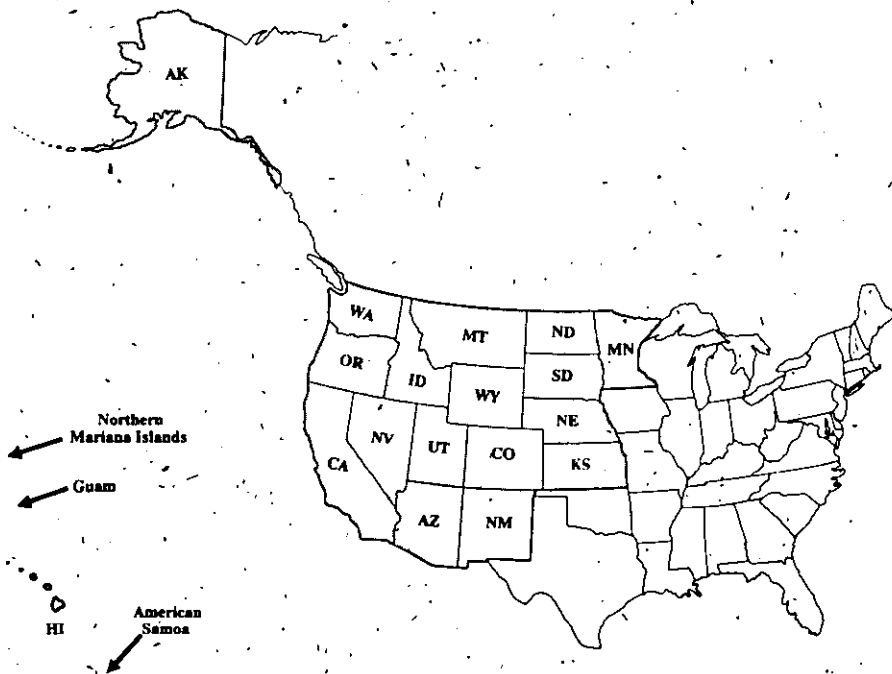 AK
WA
MT
ND
MN
OR
ID
SD
WY
NE
Northern
Mariana Islands
NV
UT
CO
CA
KS
Guam
AZ
NM
American
Samoa
HI